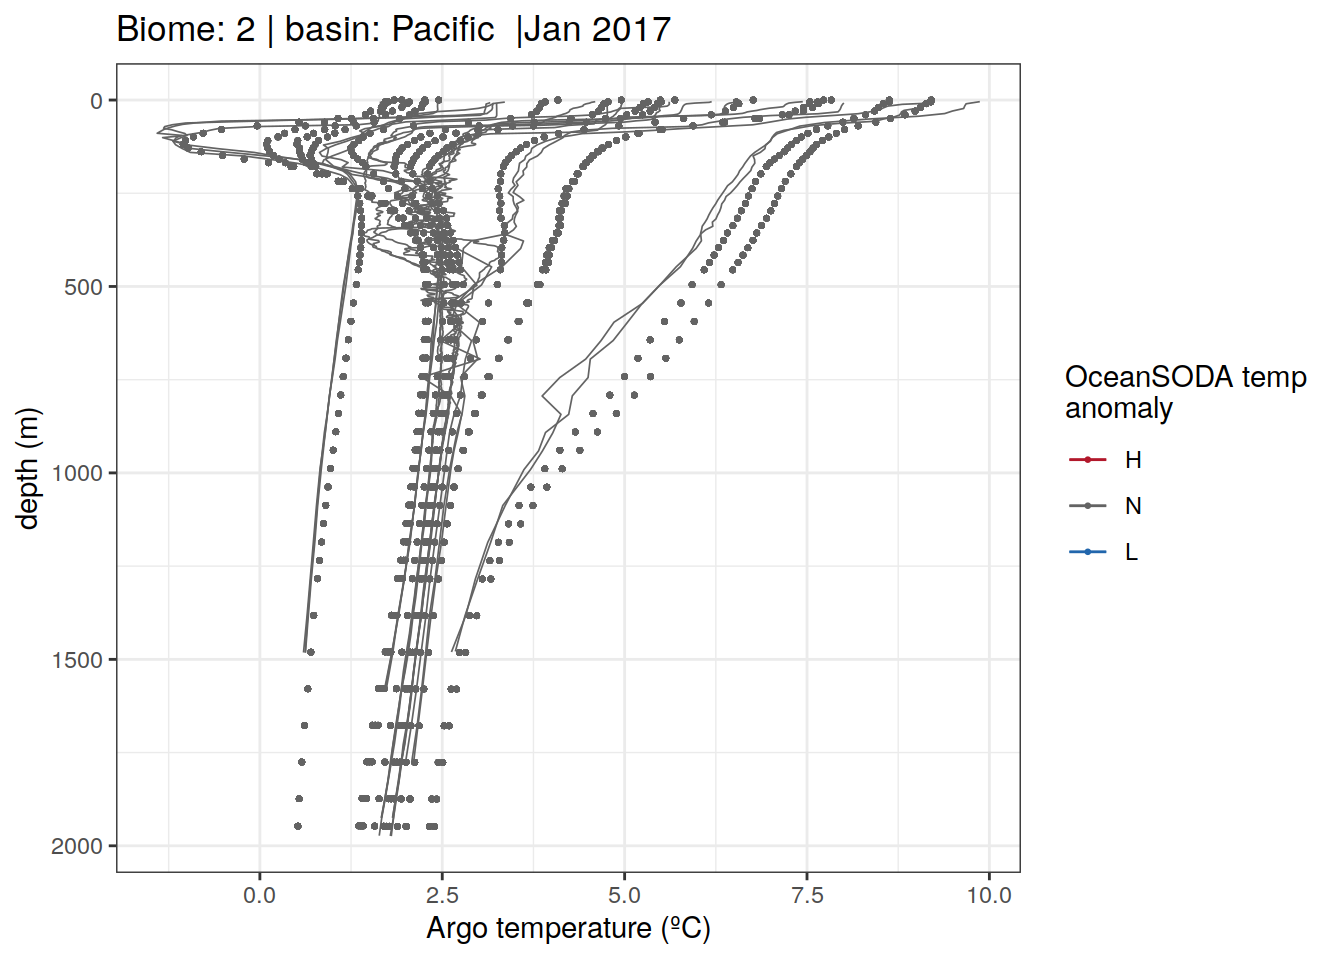 Biome: 2 | basin: Pacific  |Jan 2017
0
500
1000
1500
2000
depth (m)
0.0
2.5
5.0
7.5
10.0
Argo temperature (ºC)
OceanSODA temp
anomaly
H
N
L